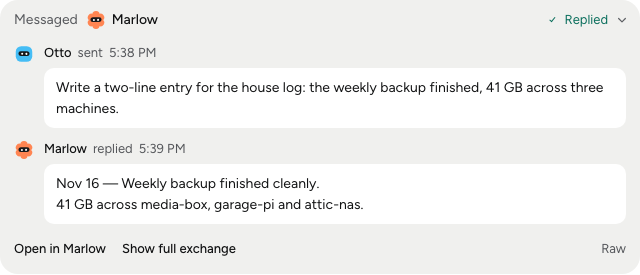 Messaged Marlow Replied
Otto sent 5:38 PM
Write a two-line entry for the house log: the weekly backup finished, 41 GB across three
machines.
Marlow replied 5:39 PM
Nov 16 — Weekly backup finished cleanly.
41 GB across media-box, garage-pi and attic-nas.
Open in Marlow Show full exchange Raw